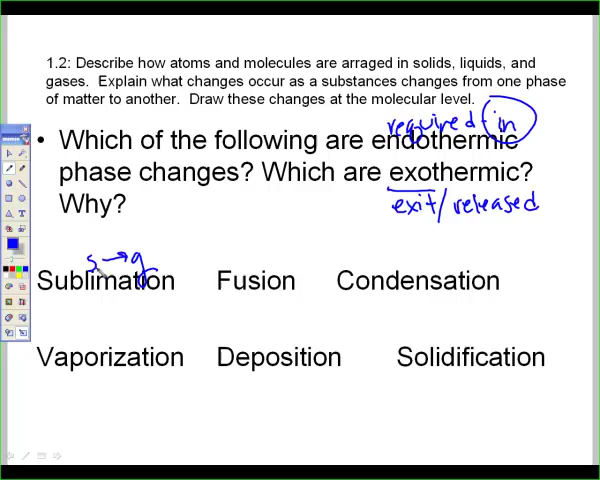 1.2: Describe how atoms and molecules are arraged in solids, liquids, and
gases. Explain what changes occur as a substances changes from one phase
of matter to another. Draw these changes at the molecular level.
required - in
• Which of the following are endothermic
phase changes? Which are exothermic?
Why?
exit/released
s → g
Sublimation Fusion Condensation
Vaporization Deposition Solidification